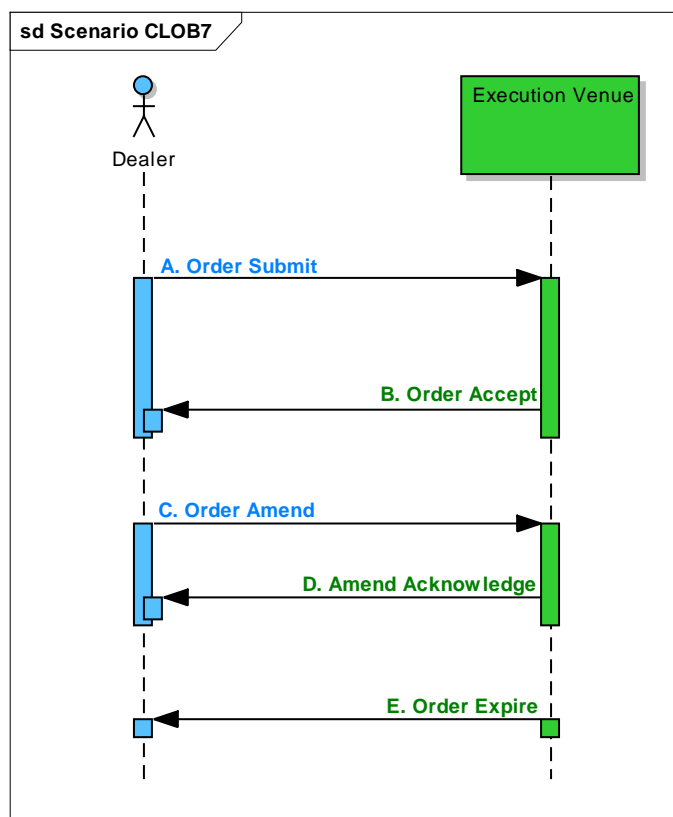 sd Scenario CLOB7
Execution Venue
Dealer
A. Order Submit
B. Order Accept
C. Order Amend
D. Amend Acknowledge
E. Order Expire